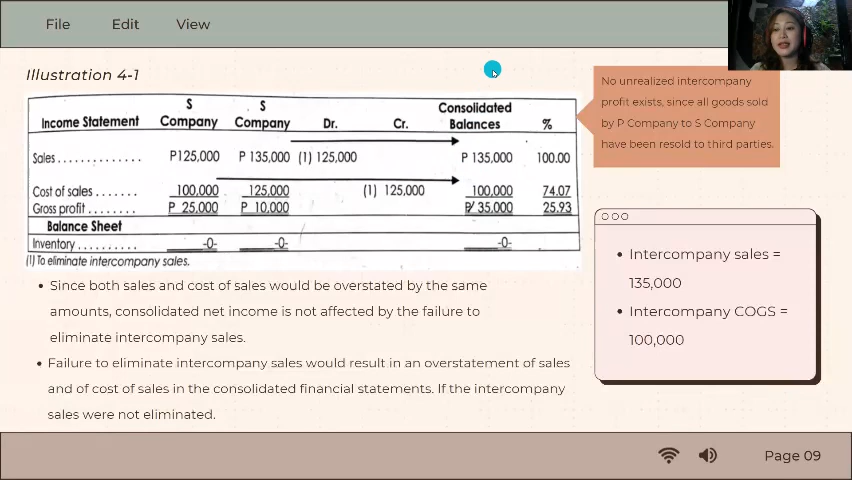 File Edit View
Illustration 4-1
No unrealized intercompany
profit exists, since all goods sold
by P Company to S Company
have been resold to third parties.
S S Consolidated
Income Statement Company Company Dr. Cr. Balances %
Sales . . . . . . . . . . . . . . P125,000 P 135,000 (1) 125,000 P 135,000 100.00
Cost of sales . . . . . . . 100,000 125,000 (1) 125,000 100,000 74.07
Gross profit . . . . . . . . P 25,000 P 10,000 P 35,000 25.93
Balance Sheet
Inventory . . . . . . . . . . -0- -0- -0-
(1) To eliminate intercompany sales.
• Since both sales and cost of sales would be overstated by the same
amounts, consolidated net income is not affected by the failure to
eliminate intercompany sales.
• Failure to eliminate intercompany sales would result in an overstatement of sales
and of cost of sales in the consolidated financial statements. If the intercompany
sales were not eliminated.
• Intercompany sales =
135,000
• Intercompany COGS =
100,000
Page 09